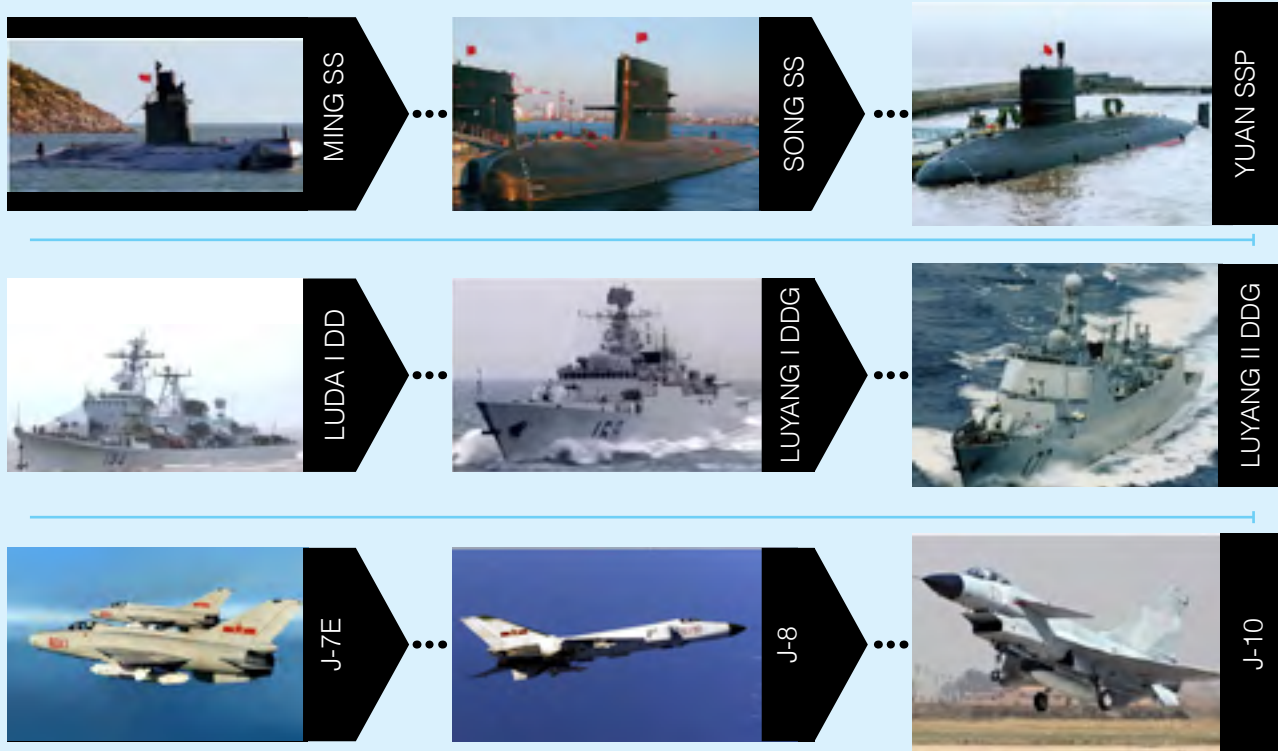 MING SS
SONG SS
YUAN SSP
LUDA I DD
LUYANG I DDG
LUYANG II DDG
J-7E
J-8
J-10